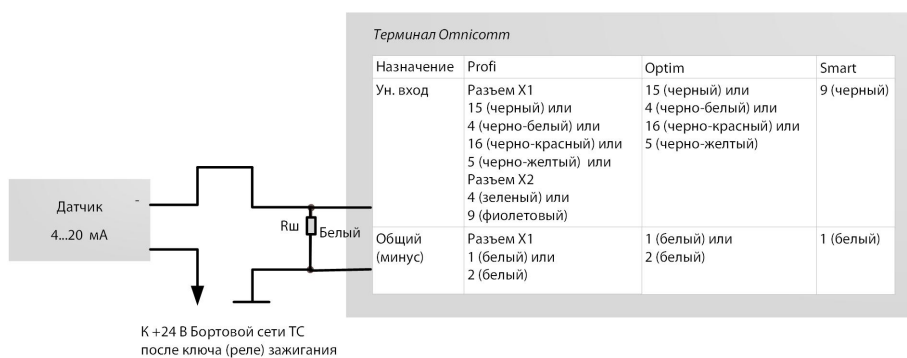 Терминал Omnicomm
Назначение Profi Optim Smart
Ун. вход
Разъем X1
15 (черный) или
4 (черно-белый) или
16 (черно-красный) или
5 (черно-желтый) или
Разъем X2
4 (зеленый) или
9 (фиолетовый)
15 (черный) или
4 (черно-белый) или
16 (черно-красный) или
5 (черно-желтый)
9 (черный)
Общий
(минус)
Разъем X1
1 (белый) или
2 (белый)
1 (белый) или
2 (белый)
1 (белый)
Датчик
4...20 мА
-
Rш
Белый
К +24 В Бортовой сети ТС
после ключа (реле) зажигания